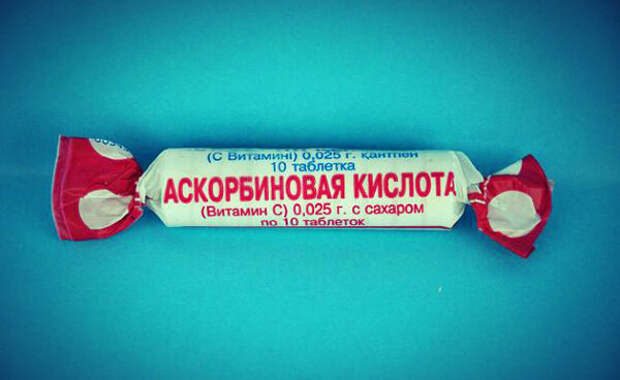 (С Витамині) 0,025 г. қантпен
10 таблетка
АСКОРБИНОВАЯ КИСЛОТА
(Витамин С) 0,025 г. с сахаром
по 10 таблеток